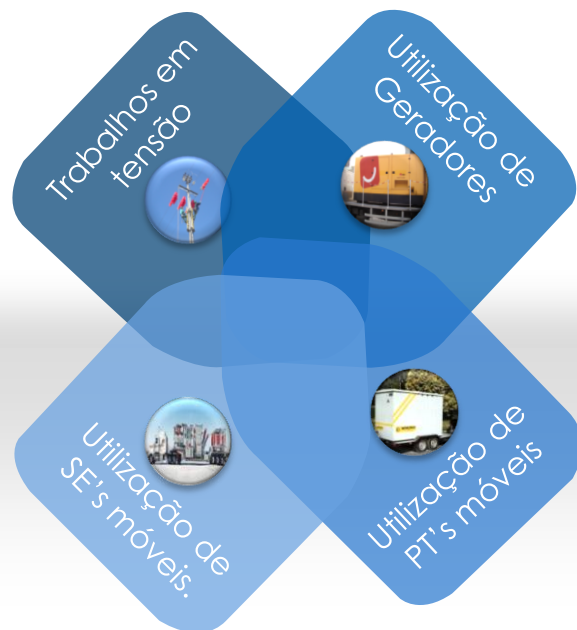 Trabalhos em
tensão
Utilização de
Geradores
Utilização de
SE's móveis.
Utilização de
PT's móveis